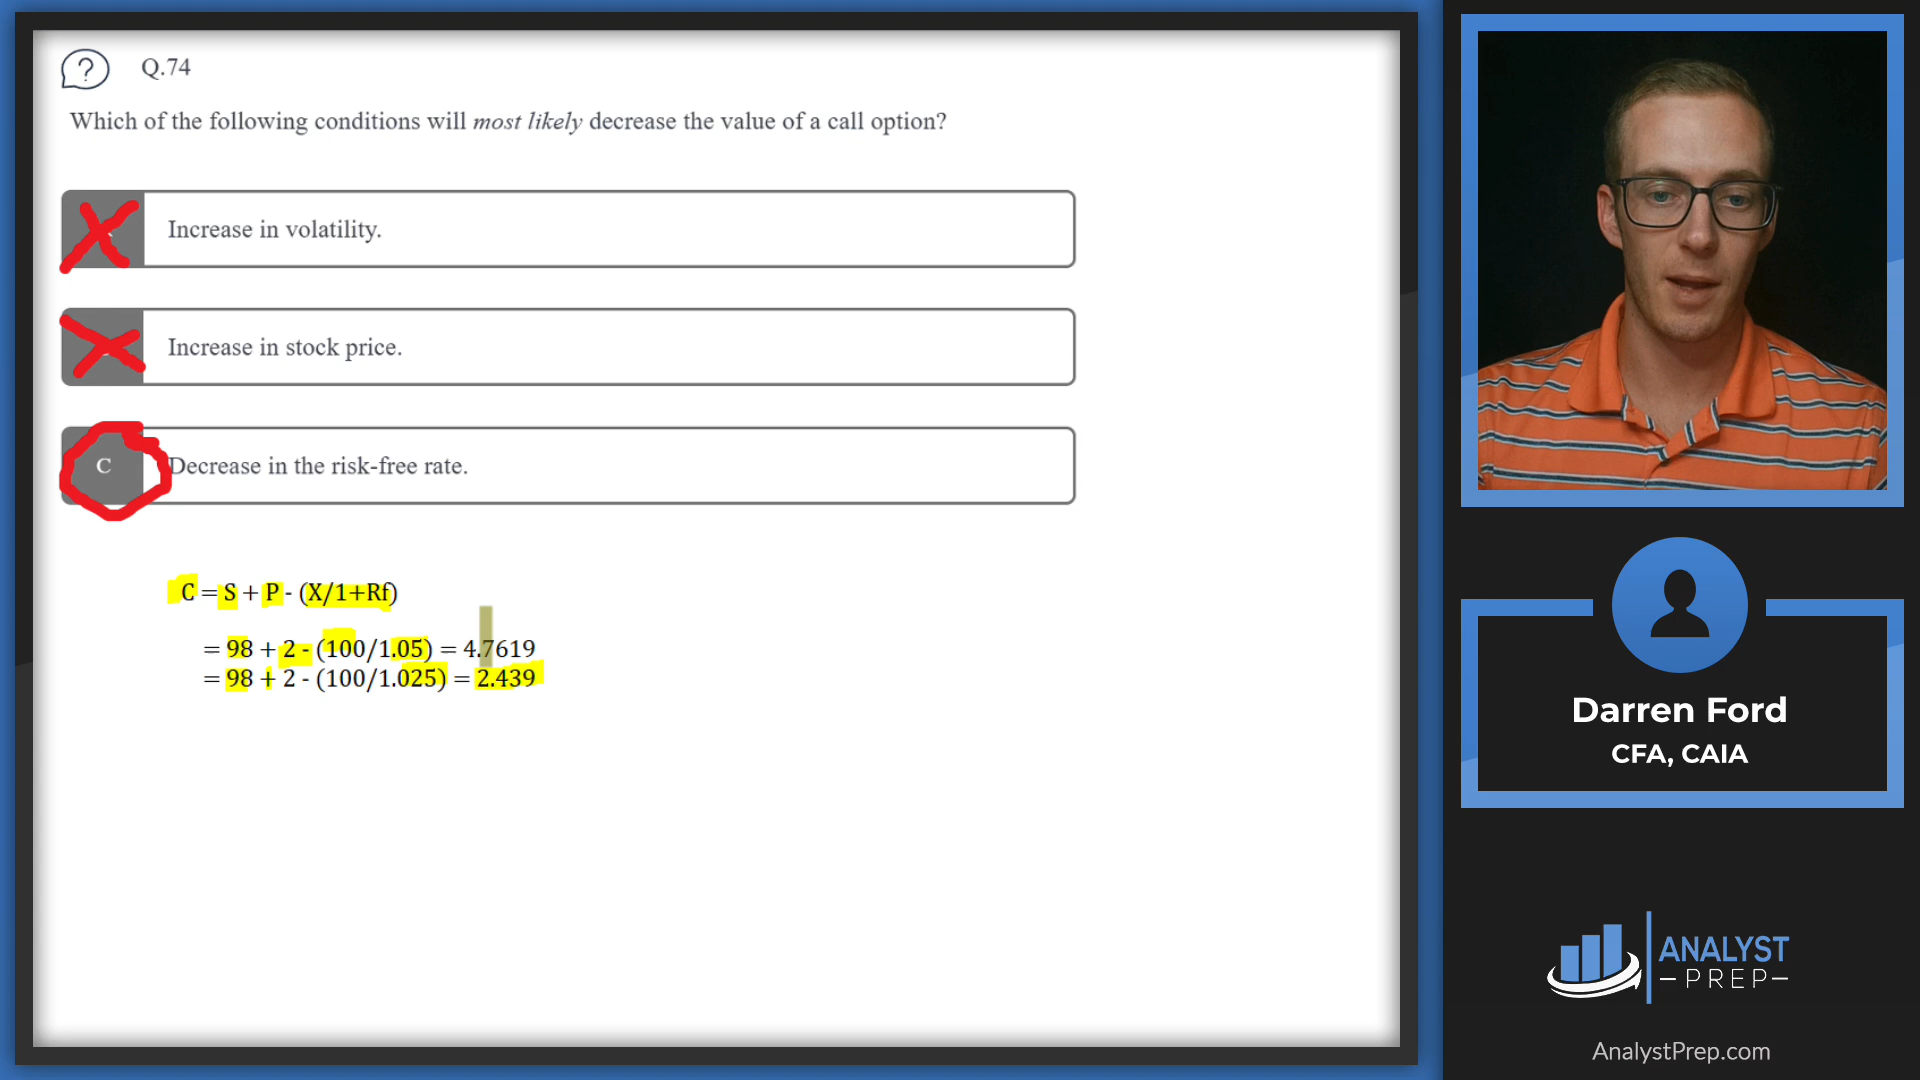 Q.74
Which of the following conditions will most likely decrease the value of a call option?
Increase in volatility.
Increase in stock price.
C
Decrease in the risk-free rate.
C = S + P - (X/1+Rf)
= 98 + 2 - (100/1.05) = 4.7619
= 98 + 2 - (100/1.025) = 2.439
Darren Ford
CFA, CAIA
ANALYST
PREP
AnalystPrep.com